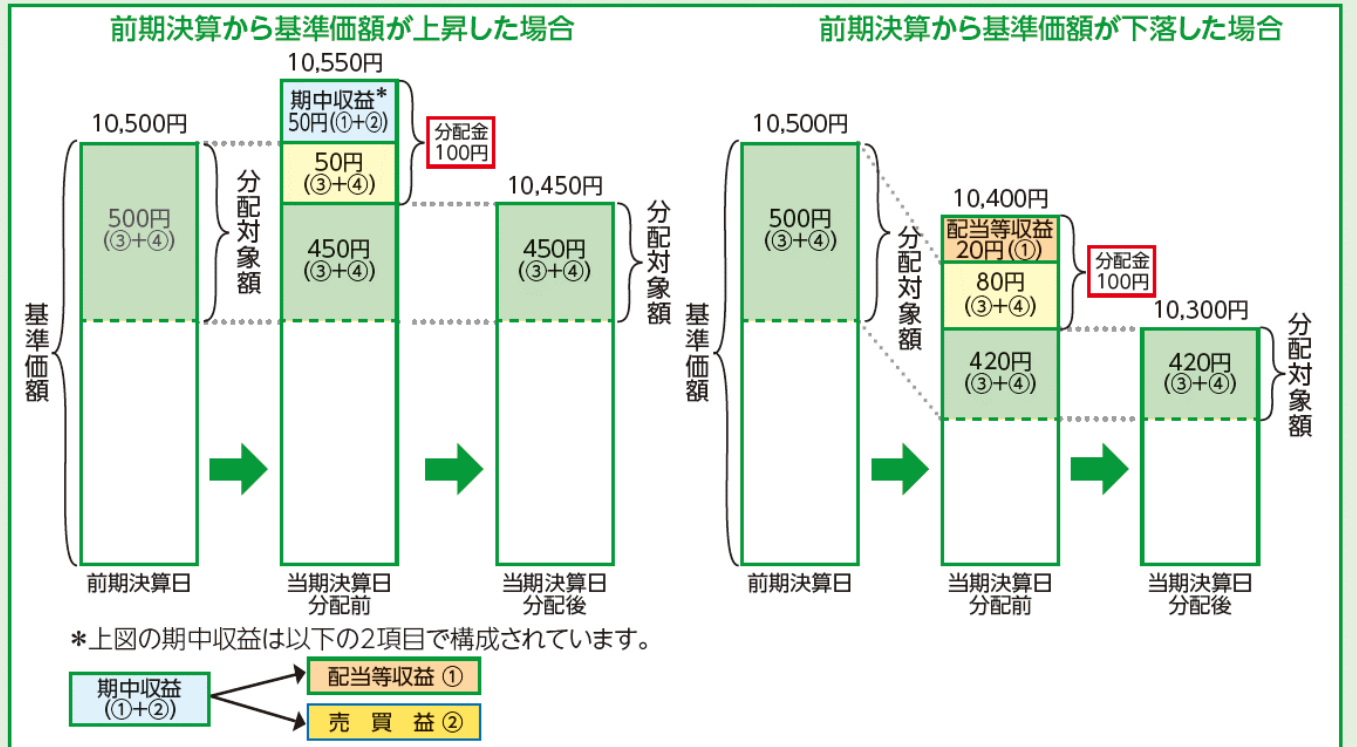 前期決算から基準価額が上昇した場合
10,550円
期中収益*
50円(①+②)
10,500円
分配金
100円
50円
(③+④)
10,450円
500円
(③+④)
分配対象額
450円
(③+④)
450円
(③+④)
分配対象額
基準価額
前期決算日
当期決算日
分配前
当期決算日
分配後
前期決算から基準価額が下落した場合
10,500円
10,400円
500円
(③+④)
分配対象額
配当等収益
20円(①)
分配金
100円
80円
(③+④)
10,300円
基準価額
420円
(③+④)
420円
(③+④)
分配対象額
前期決算日
当期決算日
分配前
当期決算日
分配後
*上図の期中収益は以下の2項目で構成されています。
期中収益
(①+②)
配当等収益 ①
売 買 益 ②